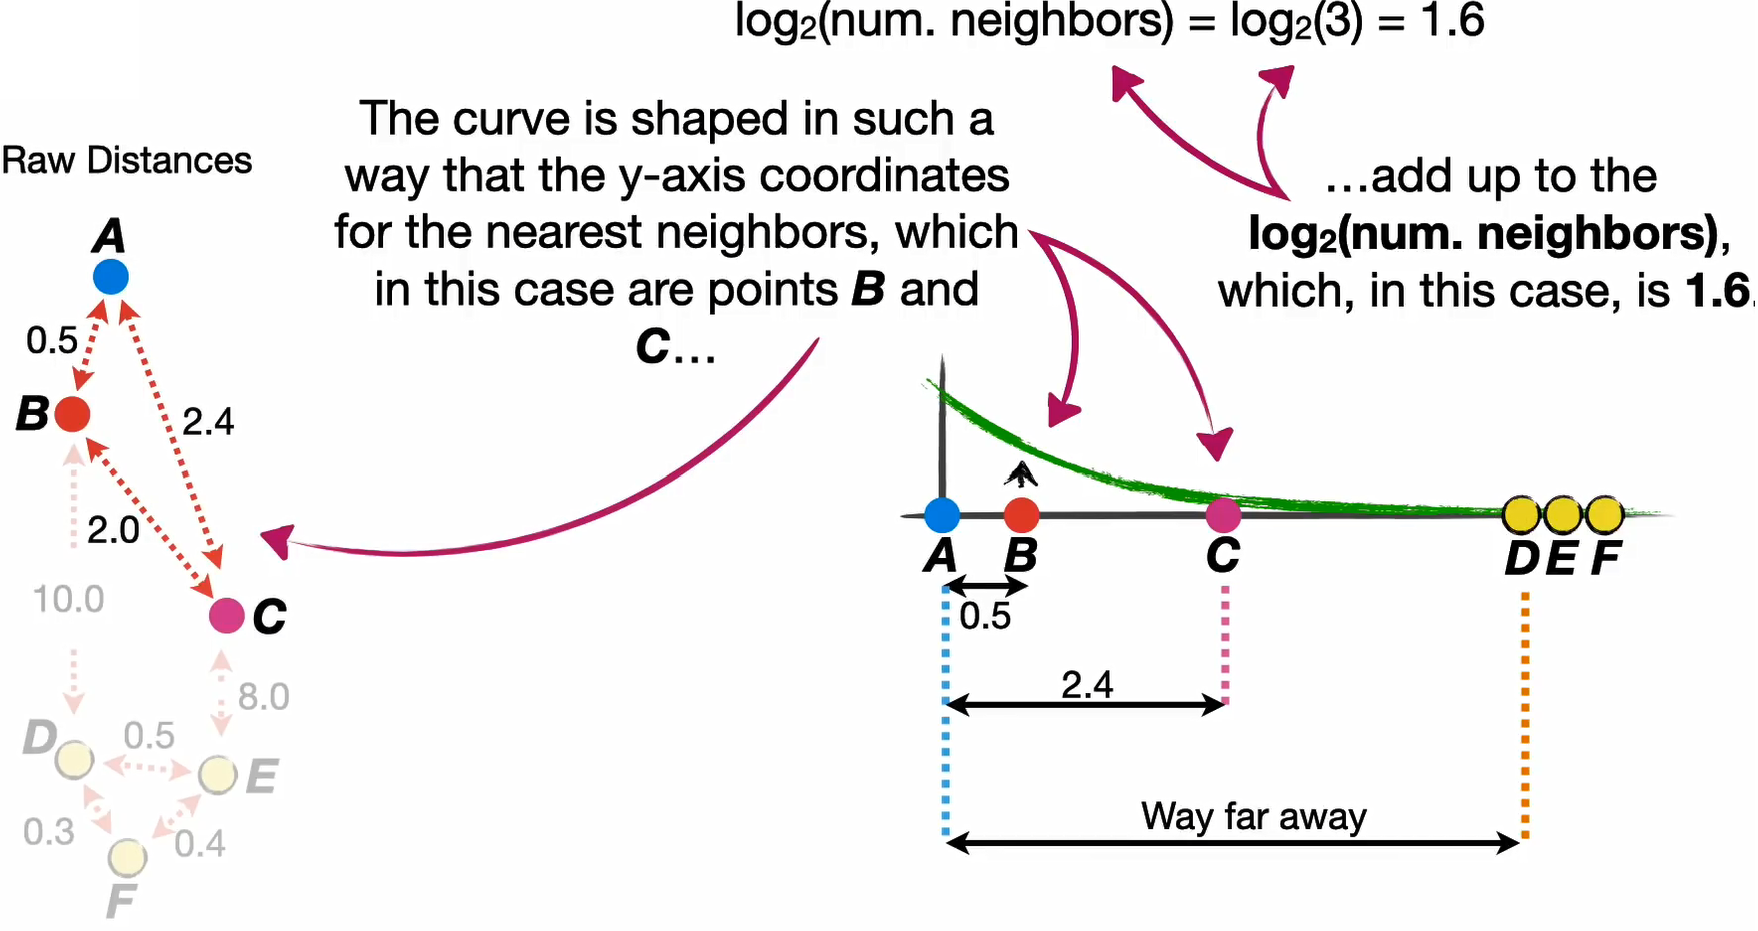 log₂(num. neighbors) = log₂(3) = 1.6
The curve is shaped in such a
way that the y-axis coordinates
for the nearest neighbors, which
in this case are points B and
C…
…add up to the
log₂(num. neighbors),
which, in this case, is 1.6.
Raw Distances
A
0.5
B
2.4
2.0
10.0
C
8.0
D
0.5
E
0.3
0.4
F
A
B
C
D
E
F
0.5
2.4
Way far away